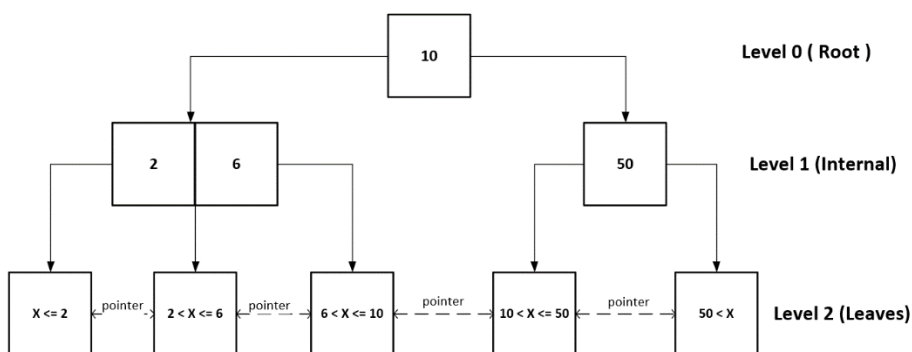 10
Level 0 ( Root )
2
6
50
Level 1 (Internal)
X <= 2
pointer
2 < X <= 6
pointer
6 < X <= 10
pointer
10 < X <= 50
pointer
50 < X
Level 2 (Leaves)